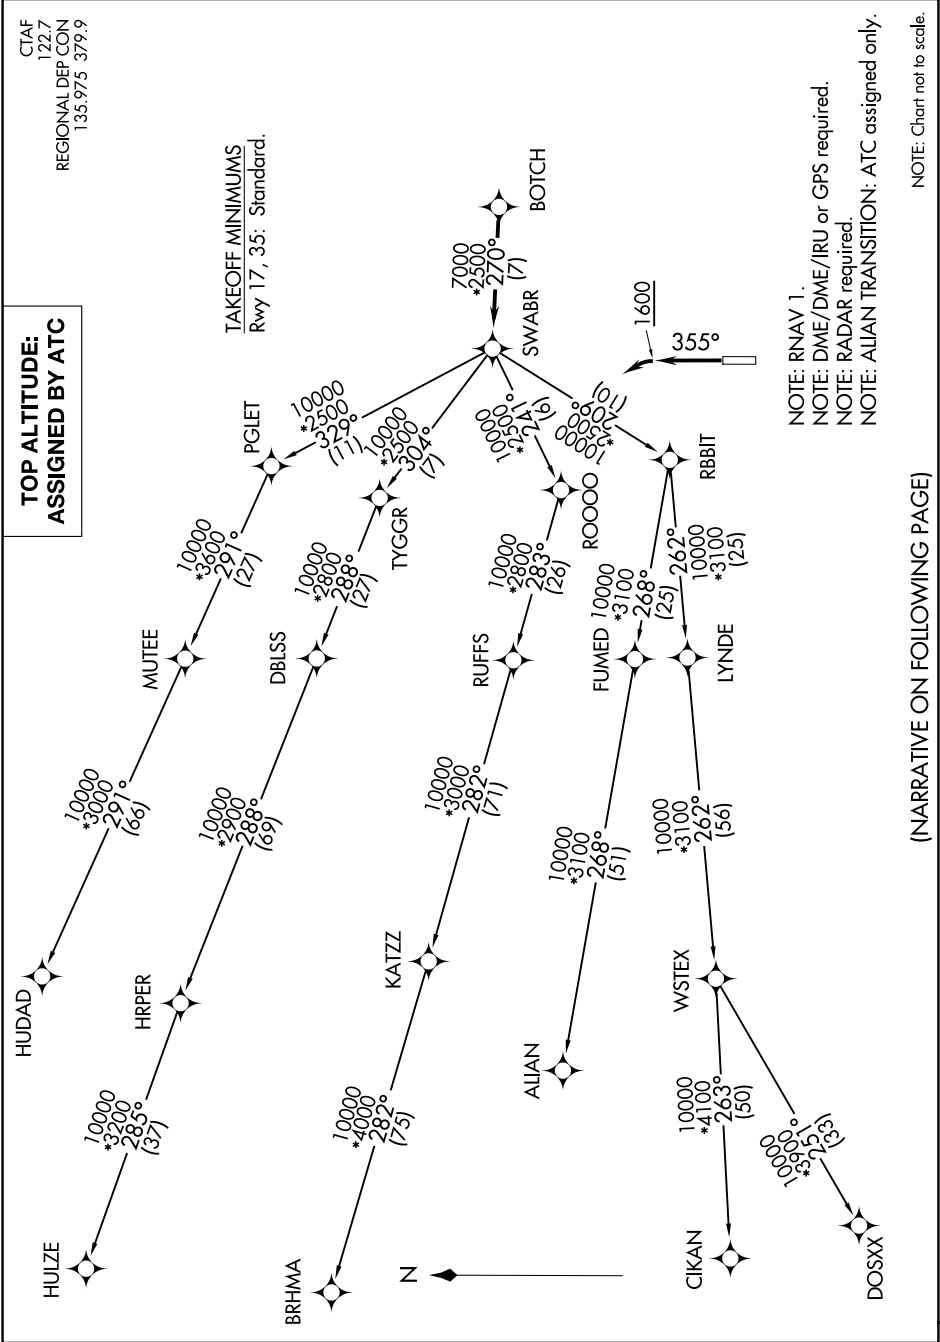 TOP ALTITUDE:
ASSIGNED BY ATC
CTAF
122.7
REGIONAL DEP CON
135.975 379.9
TAKEOFF MINIMUMS
Rwy 17, 35: Standard.
HULZE
10000
*3200
285°
(37)
HRPER
10000
*2900
288°
(69)
DBLSS
10000
*2800
288°
(27)
TYGGR
10000
*2500
304°
(7)
HUDAD
10000
*3000
291°
(66)
MUTEE
10000
*3600
291°
(27)
PGLET
10000
*2500
329°
(11)
BRHMA
10000
*4000
282°
(75)
KATZZ
10000
*3000
282°
(71)
RUFFS
10000
*2800
283°
(26)
ROOOO
10000
*2500
241°
(6)
SWABR
7000
*2500
270°
(7)
BOTCH
N
ALIAN
10000
*3100
268°
(51)
FUMED
10000
*3100
268°
(25)
RBBIT
10000
*2500
209°
(10)
CIKAN
10000
*4100
263°
(50)
WSTEX
10000
*3100
262°
(56)
LYNDE
262°
10000
*3100
(25)
DOSXX
10000
*3900
251°
(33)
1600
355°
NOTE: RNAV 1.
NOTE: DME/DME/IRU or GPS required.
NOTE: RADAR required.
NOTE: ALIAN TRANSITION: ATC assigned only.
(NARRATIVE ON FOLLOWING PAGE)
NOTE: Chart not to scale.